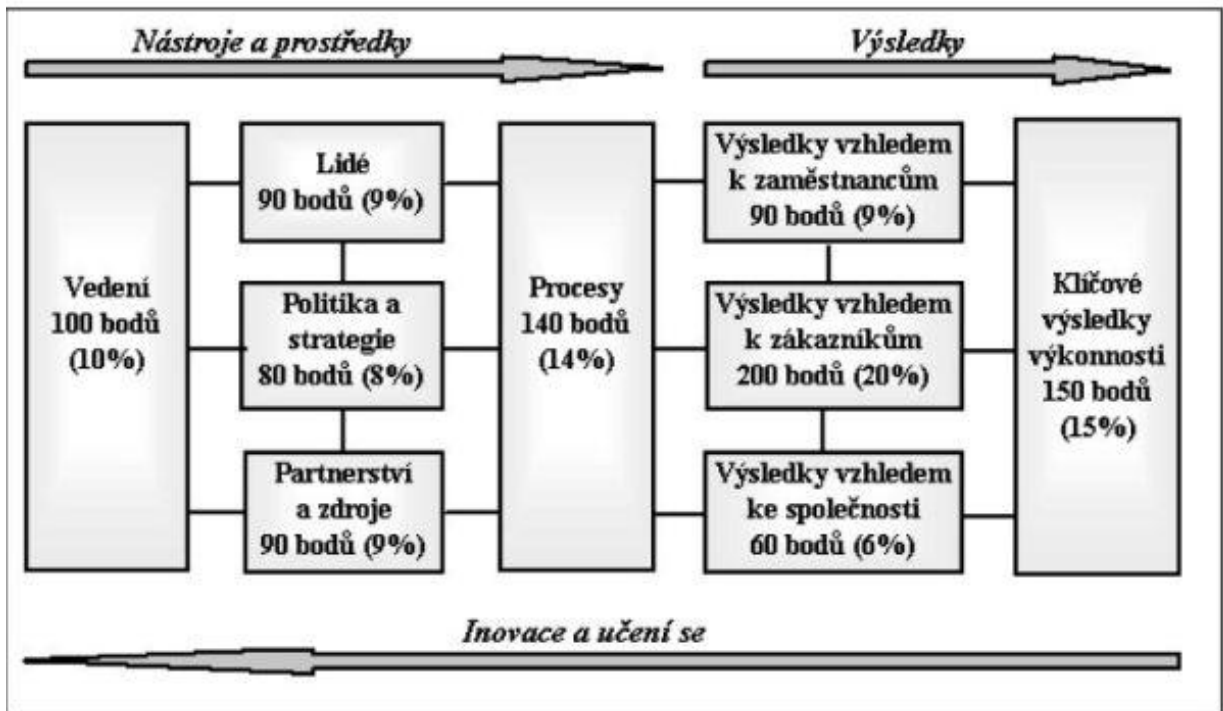 Nástroje a prostředky
Výsledky
Vedení
100 bodů
(10%)
Lidé
90 bodů (9%)
Politika a
strategie
80 bodů (8%)
Partnerství
a zdroje
90 bodů (9%)
Procesy
140 bodů
(14%)
Výsledky vzhledem
k zaměstnancům
90 bodů (9%)
Výsledky vzhledem
k zákazníkům
200 bodů (20%)
Výsledky vzhledem
ke společnosti
60 bodů (6%)
Klíčové
výsledky
výkonnosti
150 bodů
(15%)
Inovace a učení se